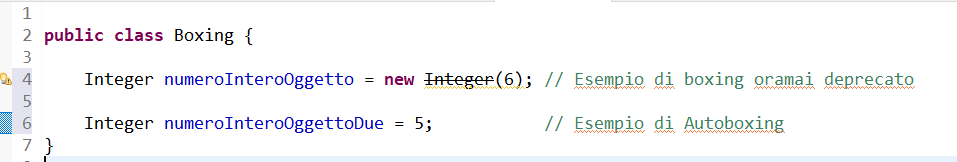 1
2 public class Boxing {
3
4 Integer numeroInteroOggetto = new Integer(6); // Esempio di boxing oramai deprecato
5
6 Integer numeroInteroOggettoDue = 5; // Esempio di Autoboxing
7 }